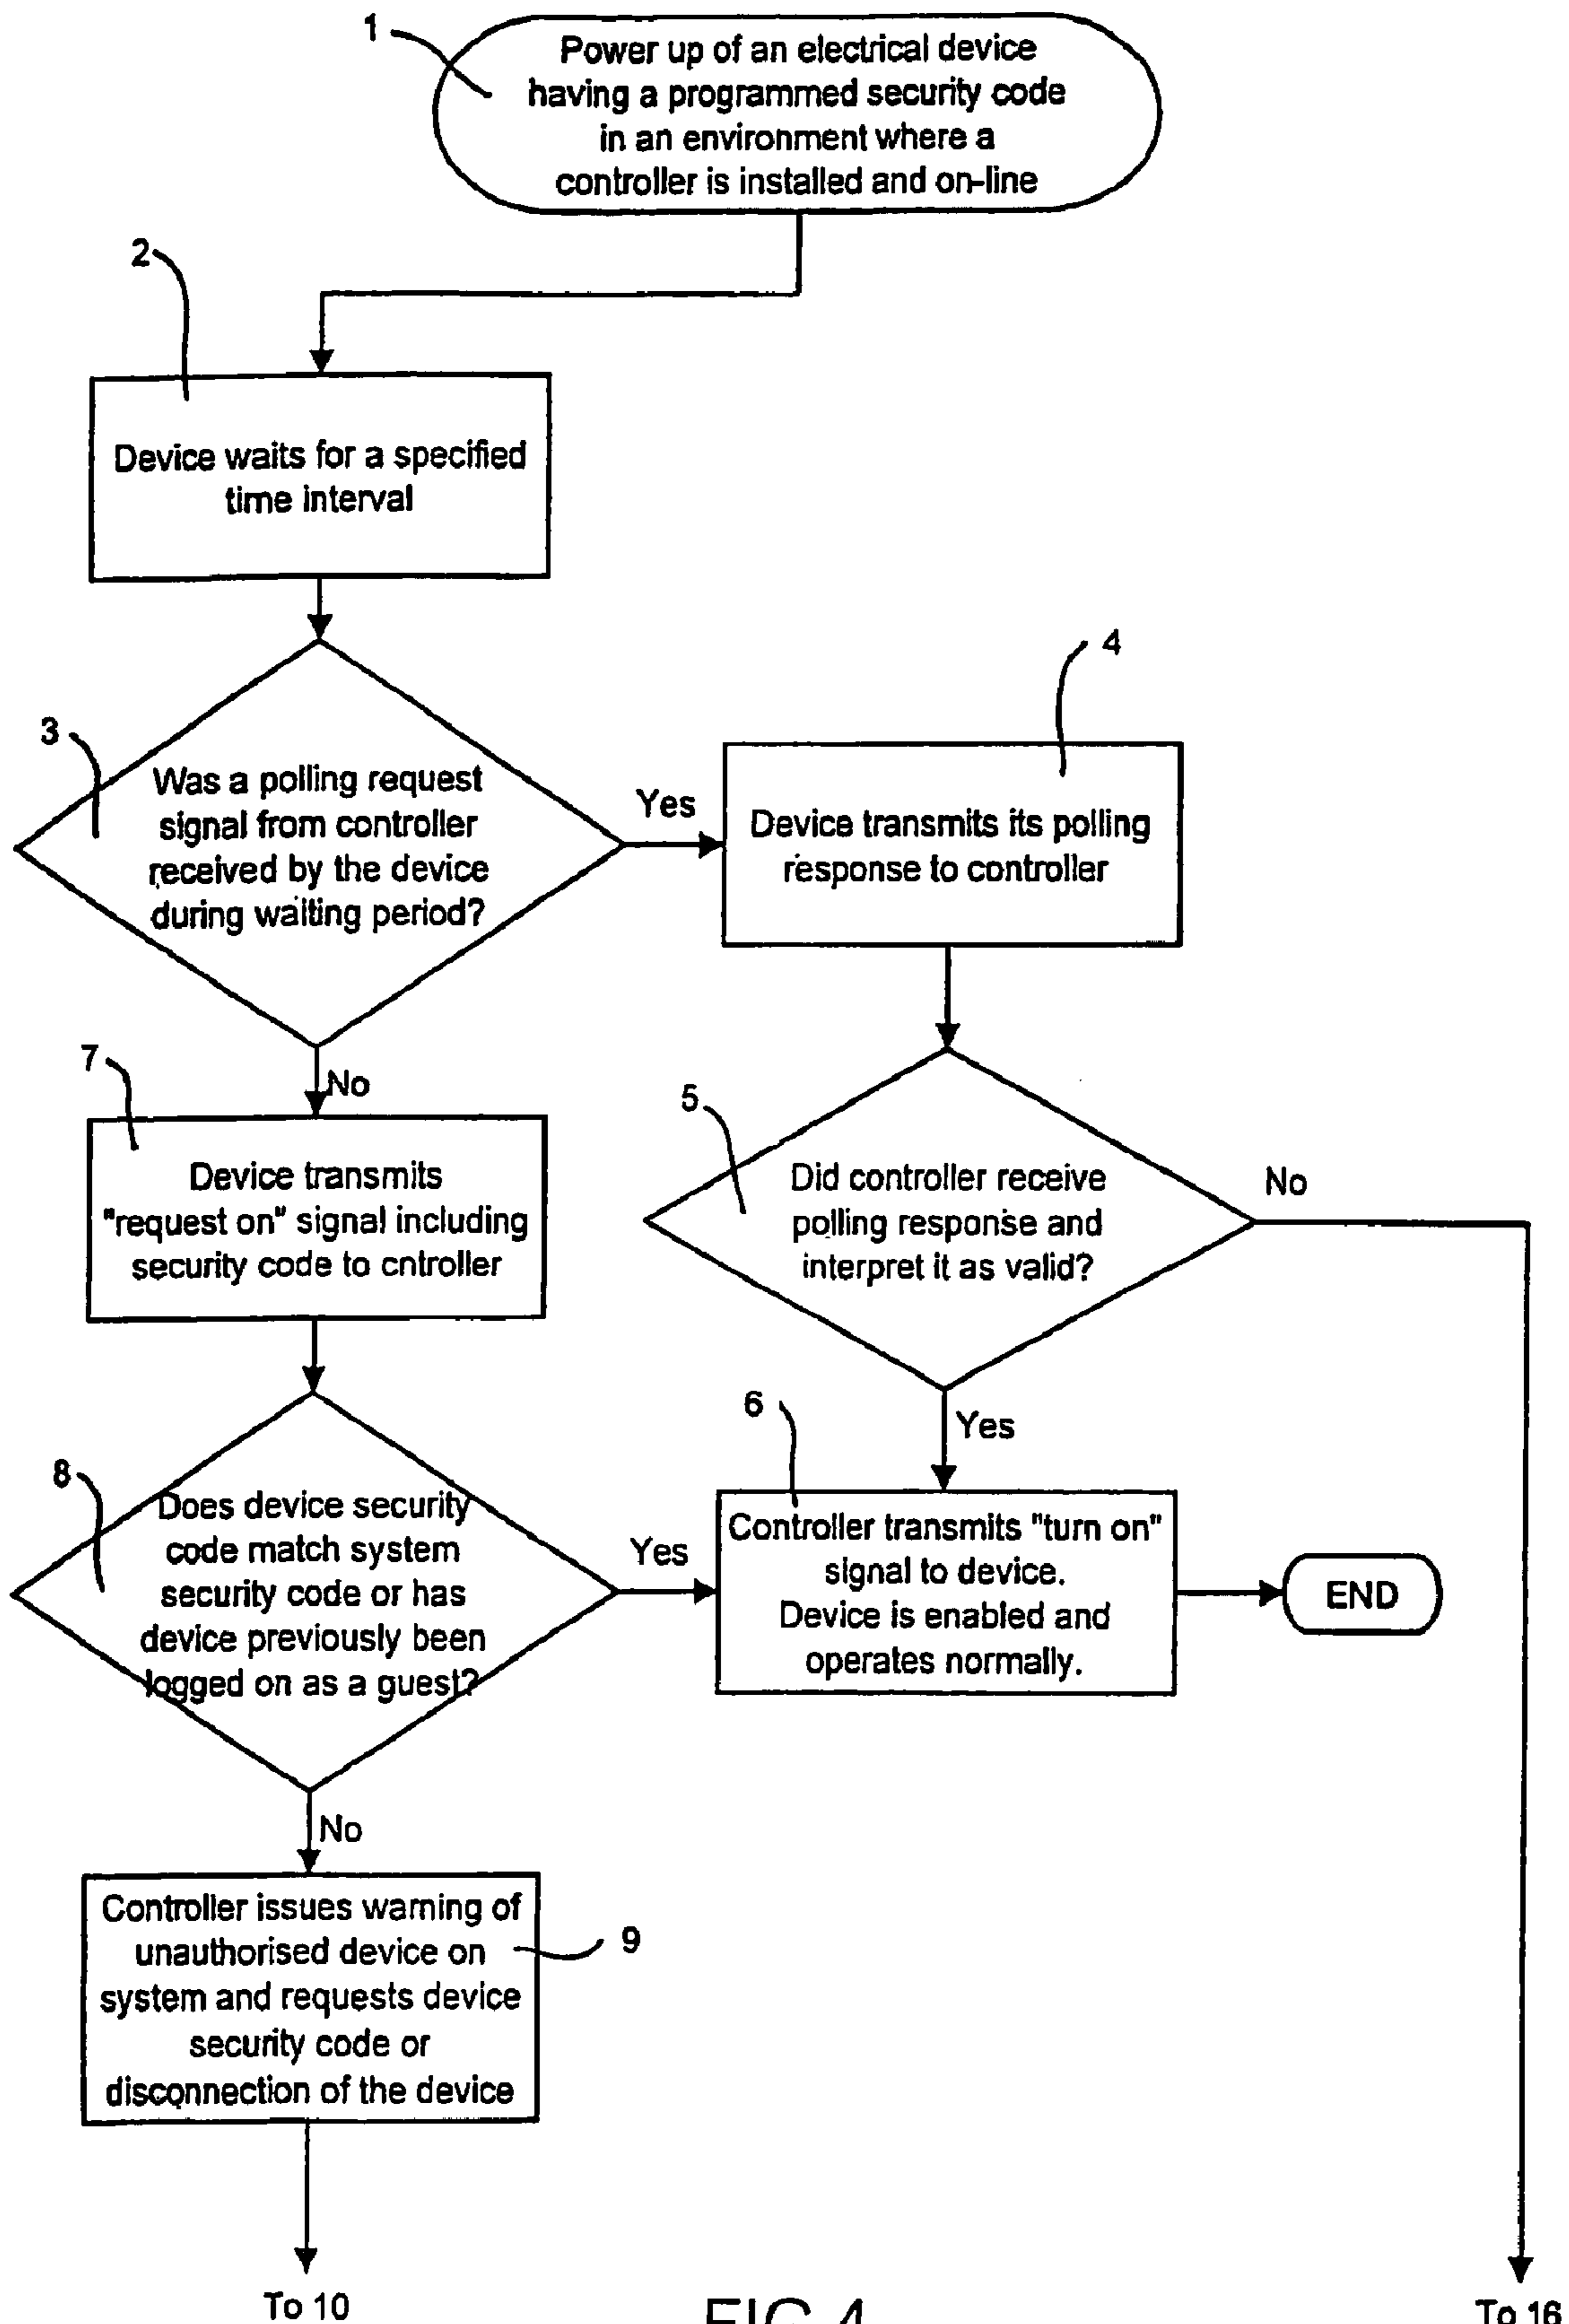 1
Power up of an electrical device
having a programmed security code
in an environment where a
controller is installed and on-line
2
Device waits for a specified
time interval
3
Was a polling request
signal from controller
received by the device
during waiting period?
Yes
4
Device transmits its polling
response to controller
No
7
Device transmits
"request on" signal including
security code to cntroller
5
Did controller receive
polling response and
interpret it as valid?
No
Yes
8
Does device security
code match system
security code or has
device previously been
logged on as a guest?
Yes
6
Controller transmits "turn on"
signal to device.
Device is enabled and
operates normally.
END
No
Controller issues warning of
unauthorised device on
system and requests device
security code or
disconnection of the device
9
To 10
FIG 4
To 16